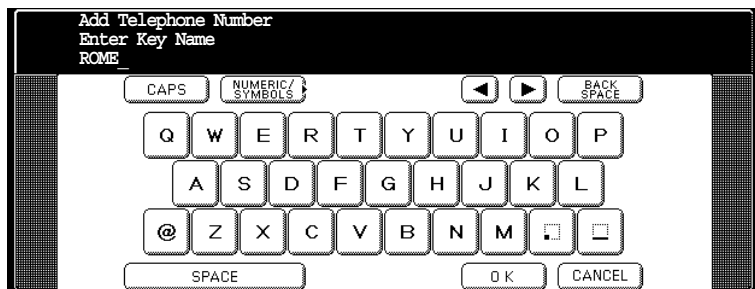 Add Telephone Number
Enter Key Name
ROME_
CAPS NUMERIC/ SYMBOLS ◀ ▶ BACK SPACE
Q W E R T Y U I O P
A S D F G H J K L
@ Z X C V B N M . _
SPACE OK CANCEL